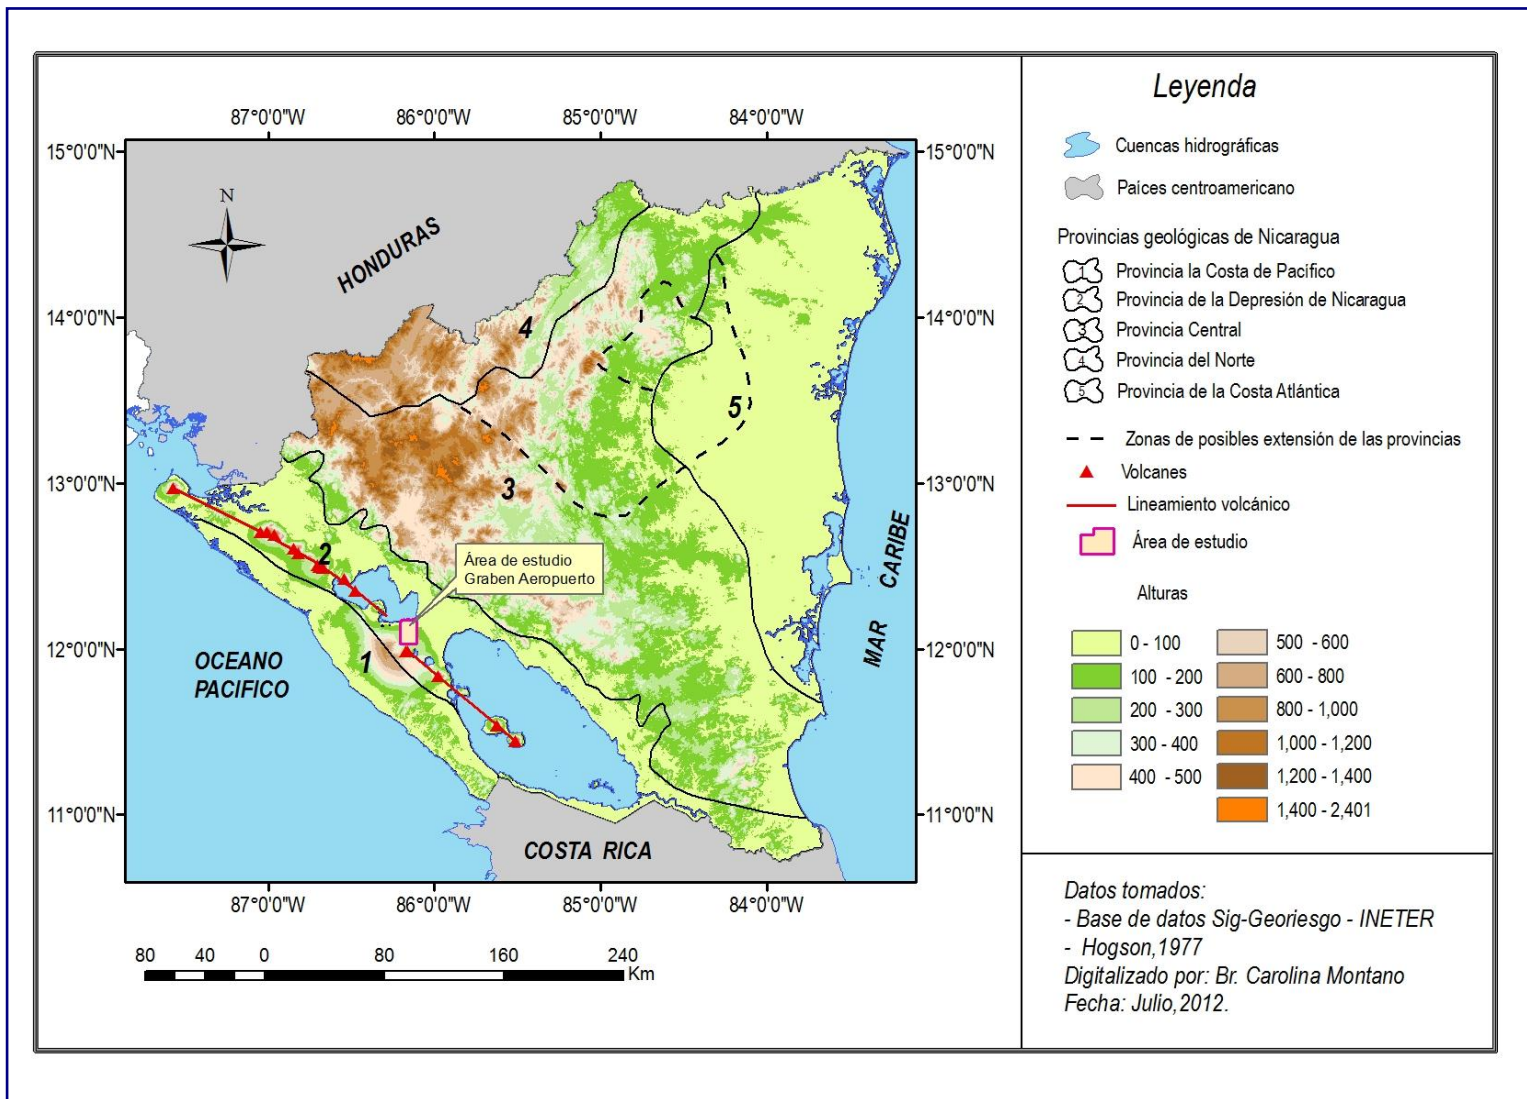 87°0'0"W 86°0'0"W 85°0'0"W 84°0'0"W
15°0'0"N 15°0'0"N
N
HONDURAS
14°0'0"N 14°0'0"N
4
5
3
13°0'0"N 13°0'0"N
2
Área de estudio
Graben Aeropuerto
MAR CARIBE
12°0'0"N 12°0'0"N
1
OCEANO
PACIFICO
11°0'0"N 11°0'0"N
COSTA RICA
87°0'0"W 86°0'0"W 85°0'0"W 84°0'0"W
80 40 0 80 160 240
Km
Leyenda
Cuencas hidrográficas
Países centroamericano
Provincias geológicas de Nicaragua
1 Provincia la Costa de Pacífico
2 Provincia de la Depresión de Nicaragua
3 Provincia Central
4 Provincia del Norte
5 Provincia de la Costa Atlántica
Zonas de posibles extensión de las provincias
Volcanes
Lineamiento volcánico
Área de estudio
Alturas
0 - 100
100 - 200
200 - 300
300 - 400
400 - 500
500 - 600
600 - 800
800 - 1,000
1,000 - 1,200
1,200 - 1,400
1,400 - 2,401
Datos tomados:
- Base de datos Sig-Georiesgo - INETER
- Hogson,1977
Digitalizado por: Br. Carolina Montano
Fecha: Julio,2012.